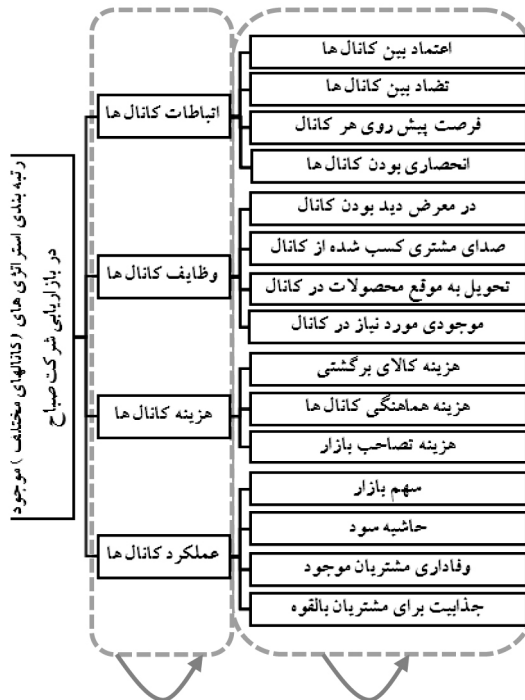 رتبه بندی استراتژی های (کانالهای مختلف) موجود
در بازاریابی شرکت صباح
اتباطات کانال ها
اعتماد بین کانال ها
تضاد بین کانال ها
فرصت پیش روی هر کانال
انحصاری بودن کانال ها
وظایف کانال ها
در معرض دید بودن کانال
صدای مشتری کسب شده از کانال
تحویل به موقع محصولات در کانال
موجودی مورد نیاز در کانال
هزینه کانال ها
هزینه کالای برگشتی
هزینه هماهنگی کانال ها
هزینه تصاحب بازار
عملکرد کانال ها
سهم بازار
حاشیه سود
وفاداری مشتریان موجود
جذابیت برای مشتریان بالقوه